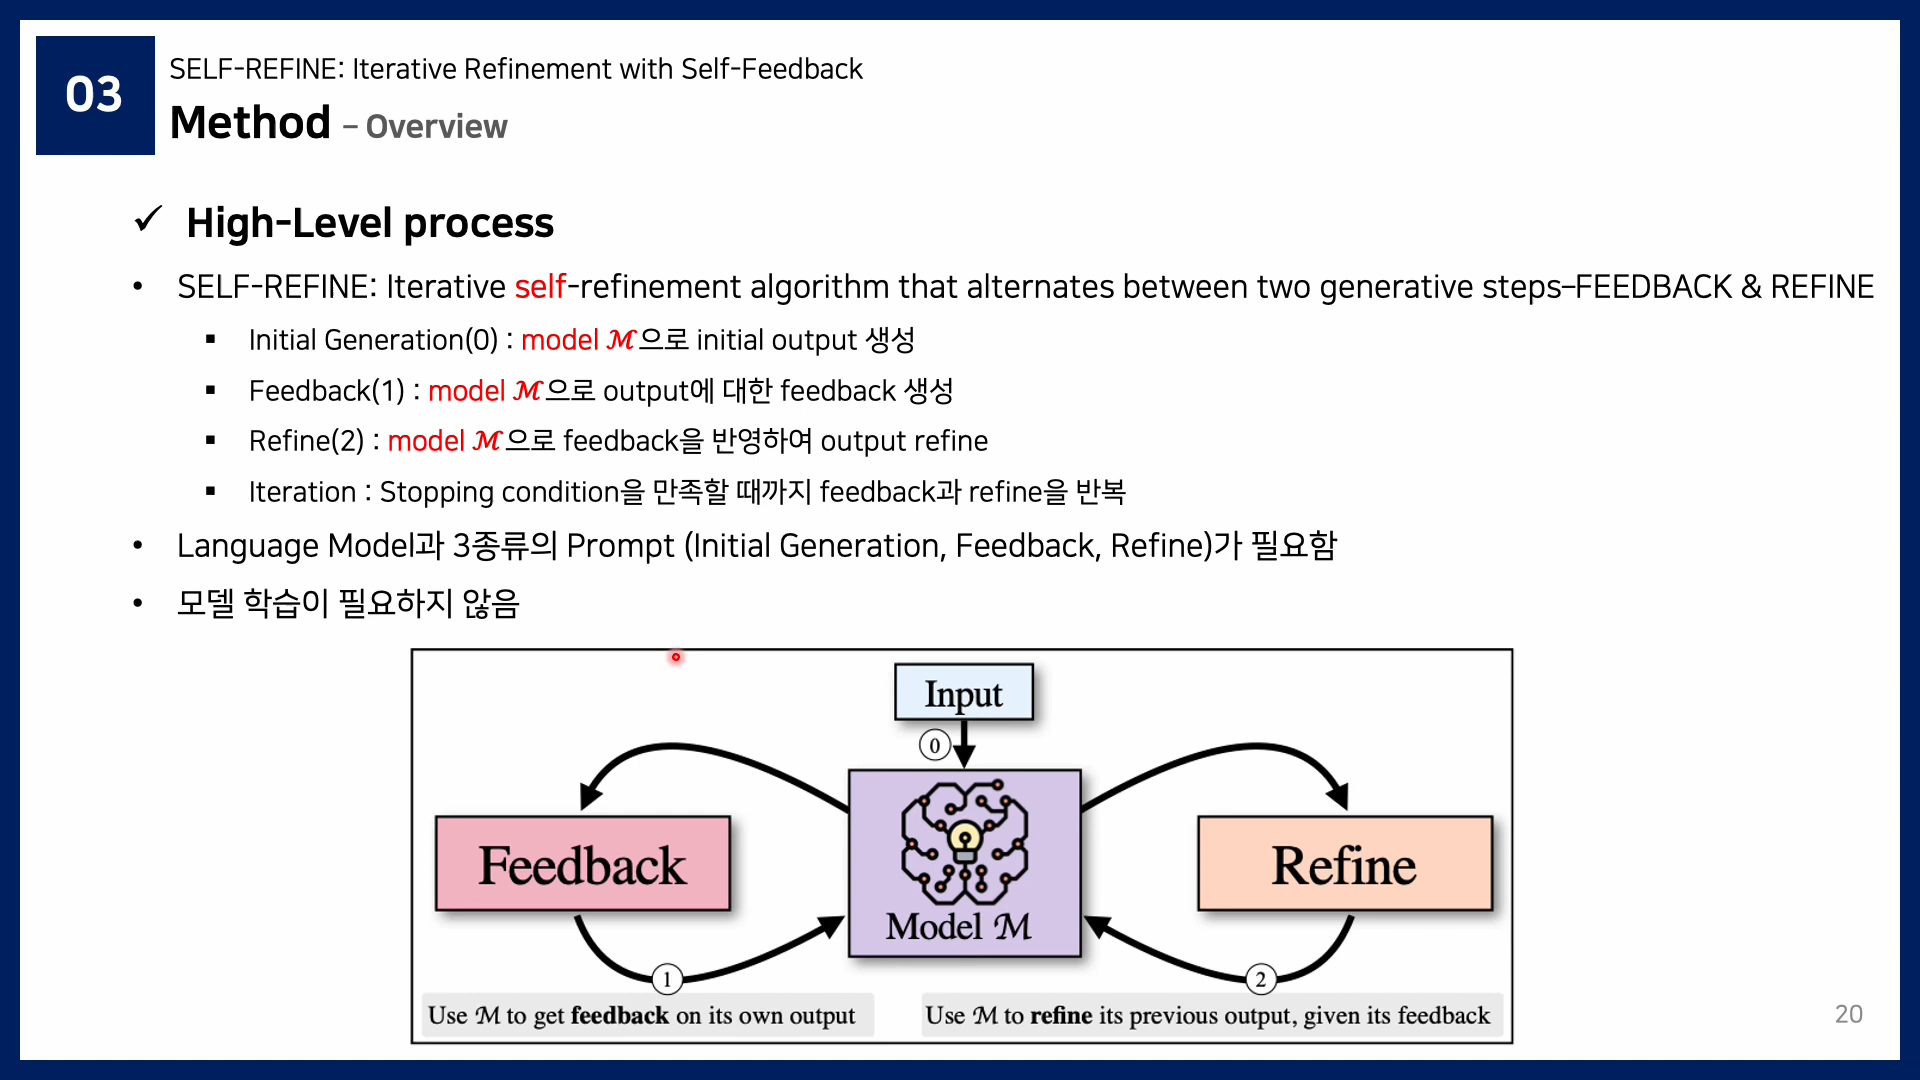 03
SELF-REFINE: Iterative Refinement with Self-Feedback
Method – Overview
✓ High-Level process
• SELF-REFINE: Iterative self-refinement algorithm that alternates between two generative steps–FEEDBACK & REFINE
▪ Initial Generation(0) : model ℳ으로 initial output 생성
▪ Feedback(1) : model ℳ으로 output에 대한 feedback 생성
▪ Refine(2) : model ℳ으로 feedback을 반영하여 output refine
▪ Iteration : Stopping condition을 만족할 때까지 feedback과 refine을 반복
• Language Model과 3종류의 Prompt (Initial Generation, Feedback, Refine)가 필요함
• 모델 학습이 필요하지 않음
Input
0
Feedback
Model ℳ
Refine
1
2
Use ℳ to get feedback on its own output
Use ℳ to refine its previous output, given its feedback
20